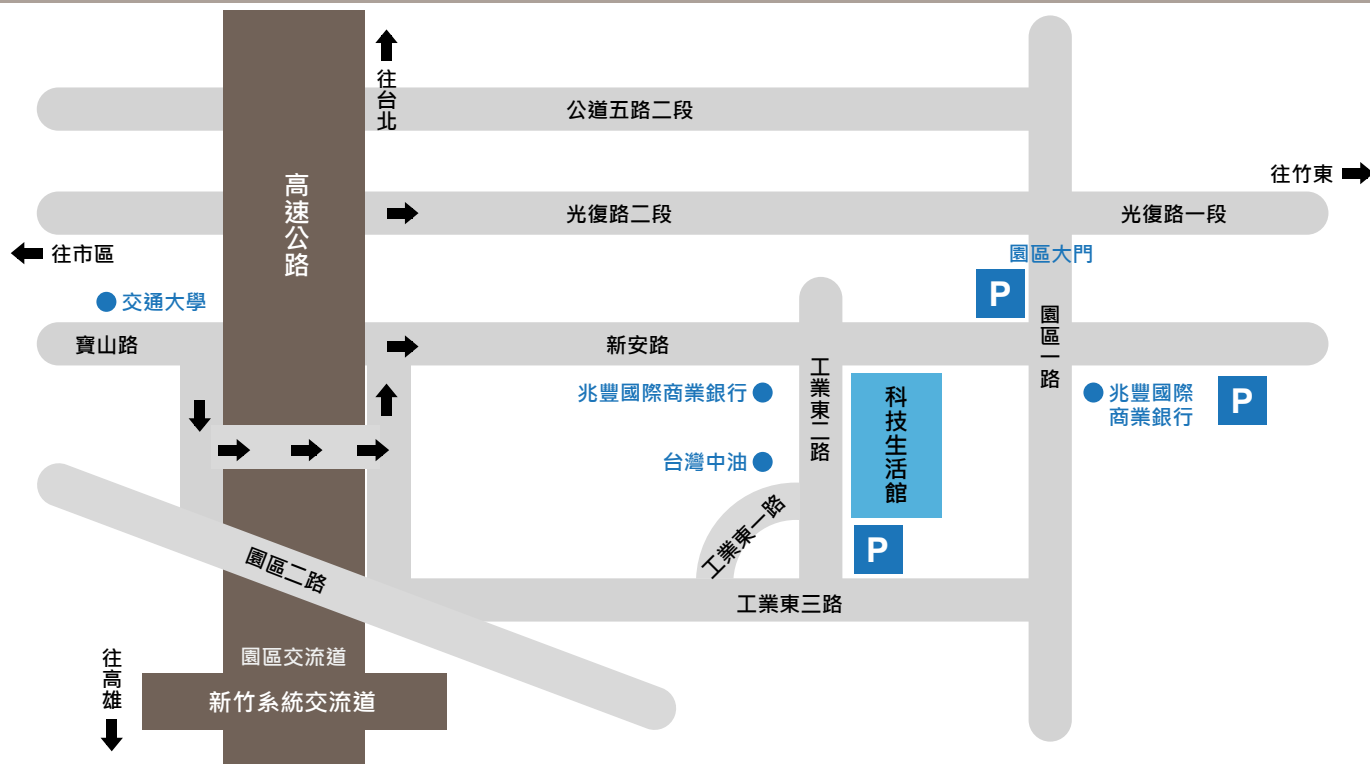 往台北
公道五路二段
高速公路
往竹東
光復路二段
光復路一段
往市區
園區大門
P
交通大學
寶山路
新安路
園區一路
工業東二路
兆豐國際商業銀行
科技生活館
兆豐國際
商業銀行
P
台灣中油
工業東一路
P
園區二路
工業東三路
園區交流道
往高雄
新竹系統交流道